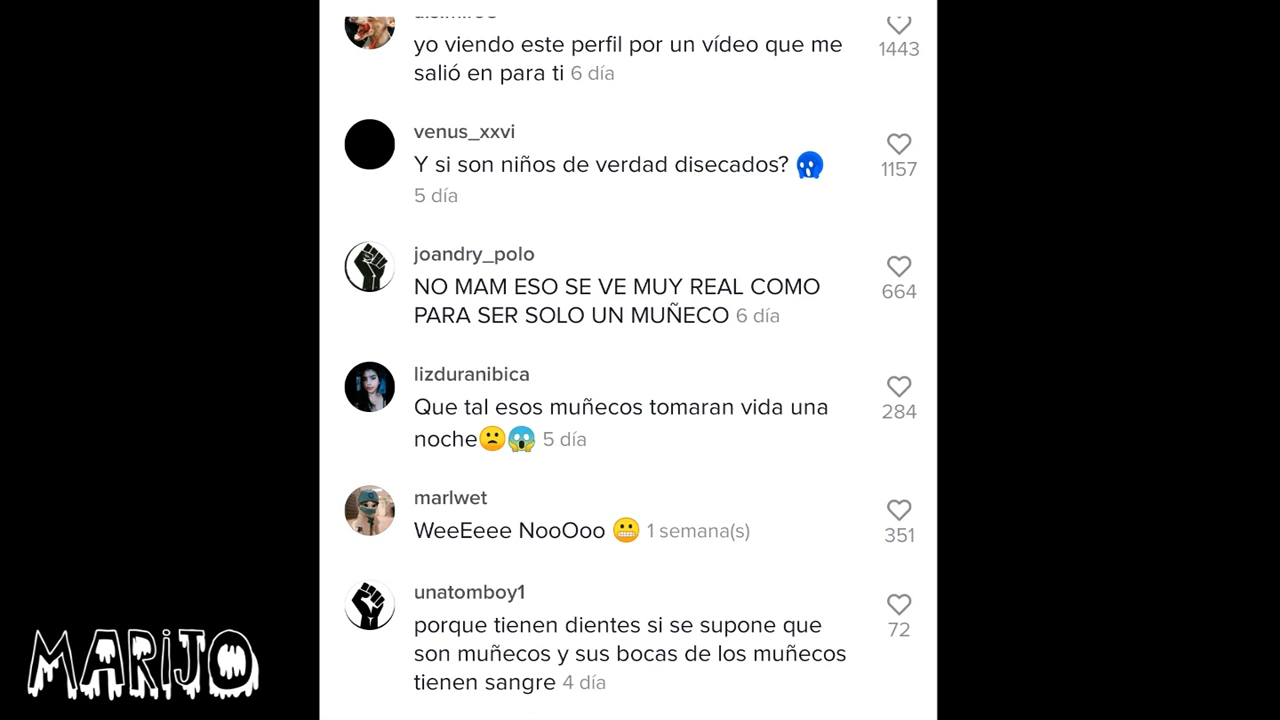 yo viendo este perfil por un vídeo que me
salió en para ti 6 día
1443
venus_xxvi
Y si son niños de verdad disecados? 😱
5 día
1157
joandry_polo
NO MAM ESO SE VE MUY REAL COMO
PARA SER SOLO UN MUÑECO 6 día
664
lizduranibica
Que tal esos muñecos tomaran vida una
noche🙁😱 5 día
284
marlwet
WeeEeee NooOoo 😬 1 semana(s)
351
unatomboy1
porque tienen dientes si se supone que
son muñecos y sus bocas de los muñecos
tienen sangre 4 día
72
MARiJO